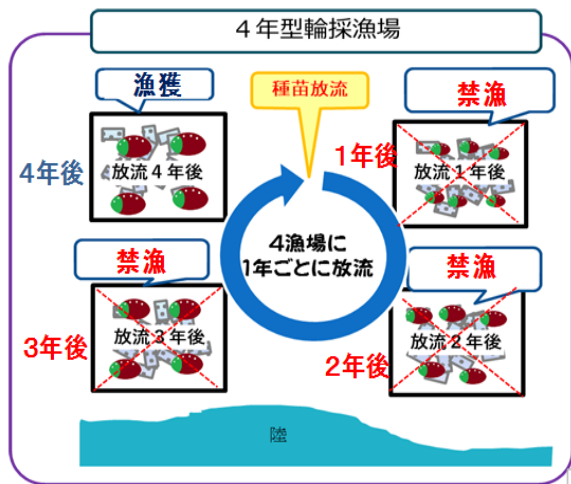 4年型輪採漁場
漁獲
種苗放流
禁漁
4年後
放流4年後
1年後
放流1年後
4漁場に
1年ごとに放流
禁漁
禁漁
3年後
放流3年後
2年後
放流2年後
陸